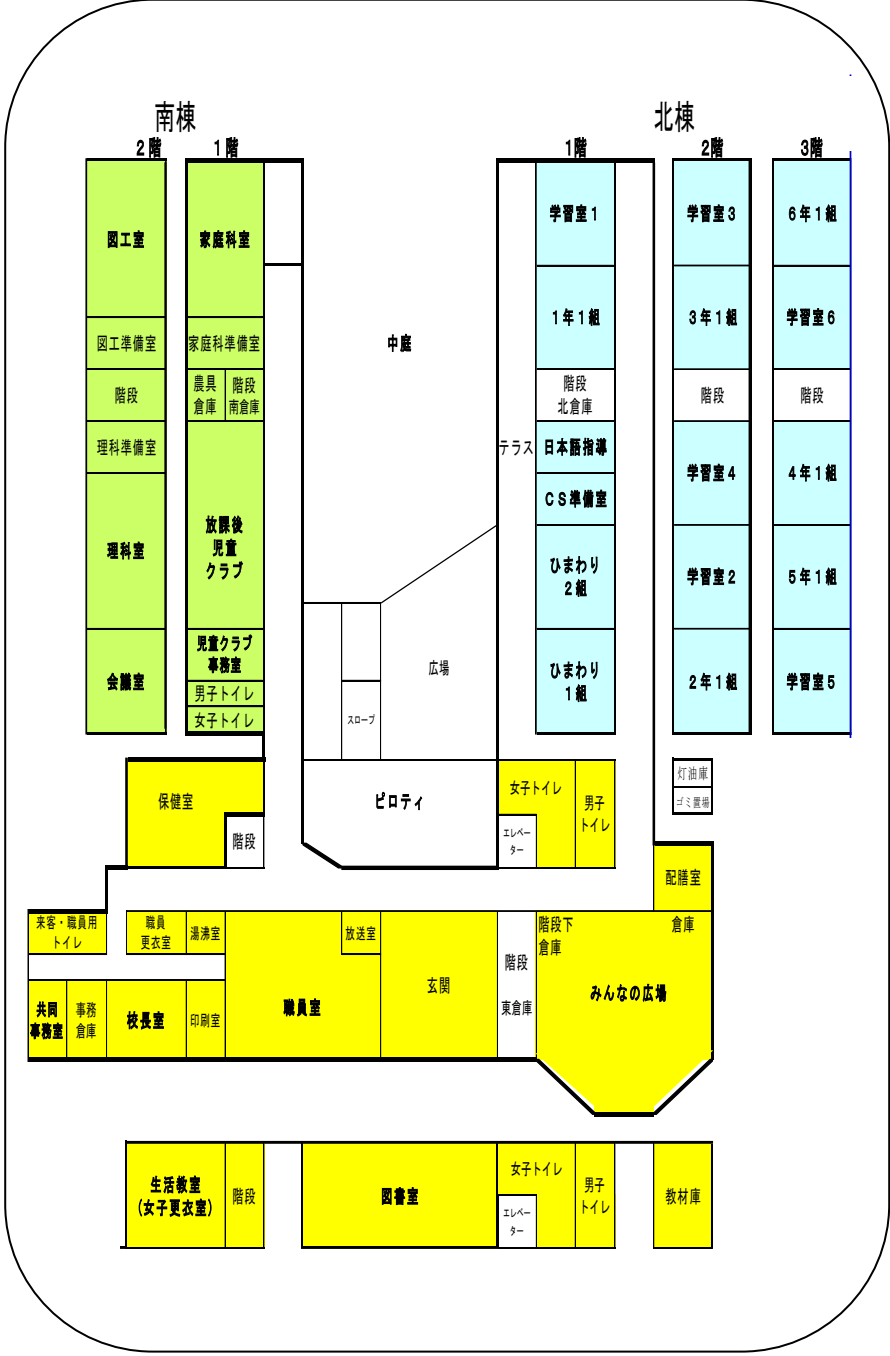 南棟
北棟
２階
１階
1階
2階
3階
図工室
家庭科室
学習室１
学習室３
６年１組
図工準備室
家庭科準備室
中庭
１年１組
３年１組
学習室６
階段
農具
倉庫
階段
南倉庫
階段
北倉庫
階段
階段
理科準備室
テラス
日本語指導
学習室４
４年１組
ＣＳ準備室
理科室
放課後
児童
クラブ
ひまわり
２組
学習室２
５年１組
会議室
児童クラブ
事務室
男子トイレ
女子トイレ
広場
スロープ
ひまわり
１組
２年１組
学習室５
保健室
階段
ピロティ
女子トイレ
エレベー
ター
男子
トイレ
灯油庫
ゴミ置場
配膳室
来客・職員用
トイレ
職員
更衣室
湯沸室
放送室
階段下
倉庫
倉庫
共同
事務室
事務
倉庫
校長室
印刷室
職員室
玄関
階段
東倉庫
みんなの広場
生活教室
(女子更衣室)
階段
図書室
女子トイレ
エレベー
ター
男子
トイレ
教材庫